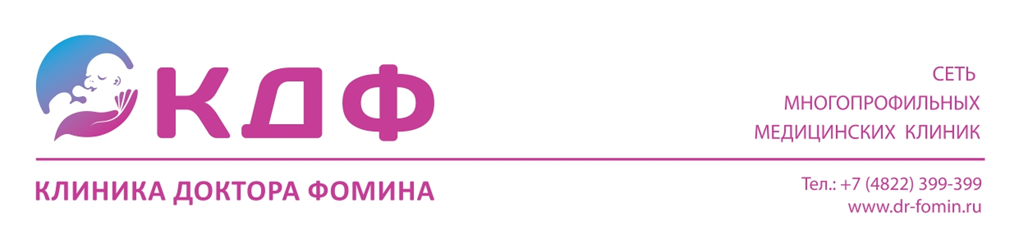 КДФ
КЛИНИКА ДОКТОРА ФОМИНА
СЕТЬ
МНОГОПРОФИЛЬНЫХ
МЕДИЦИНСКИХ КЛИНИК
Тел.: +7 (4822) 399-399
www.dr-fomin.ru